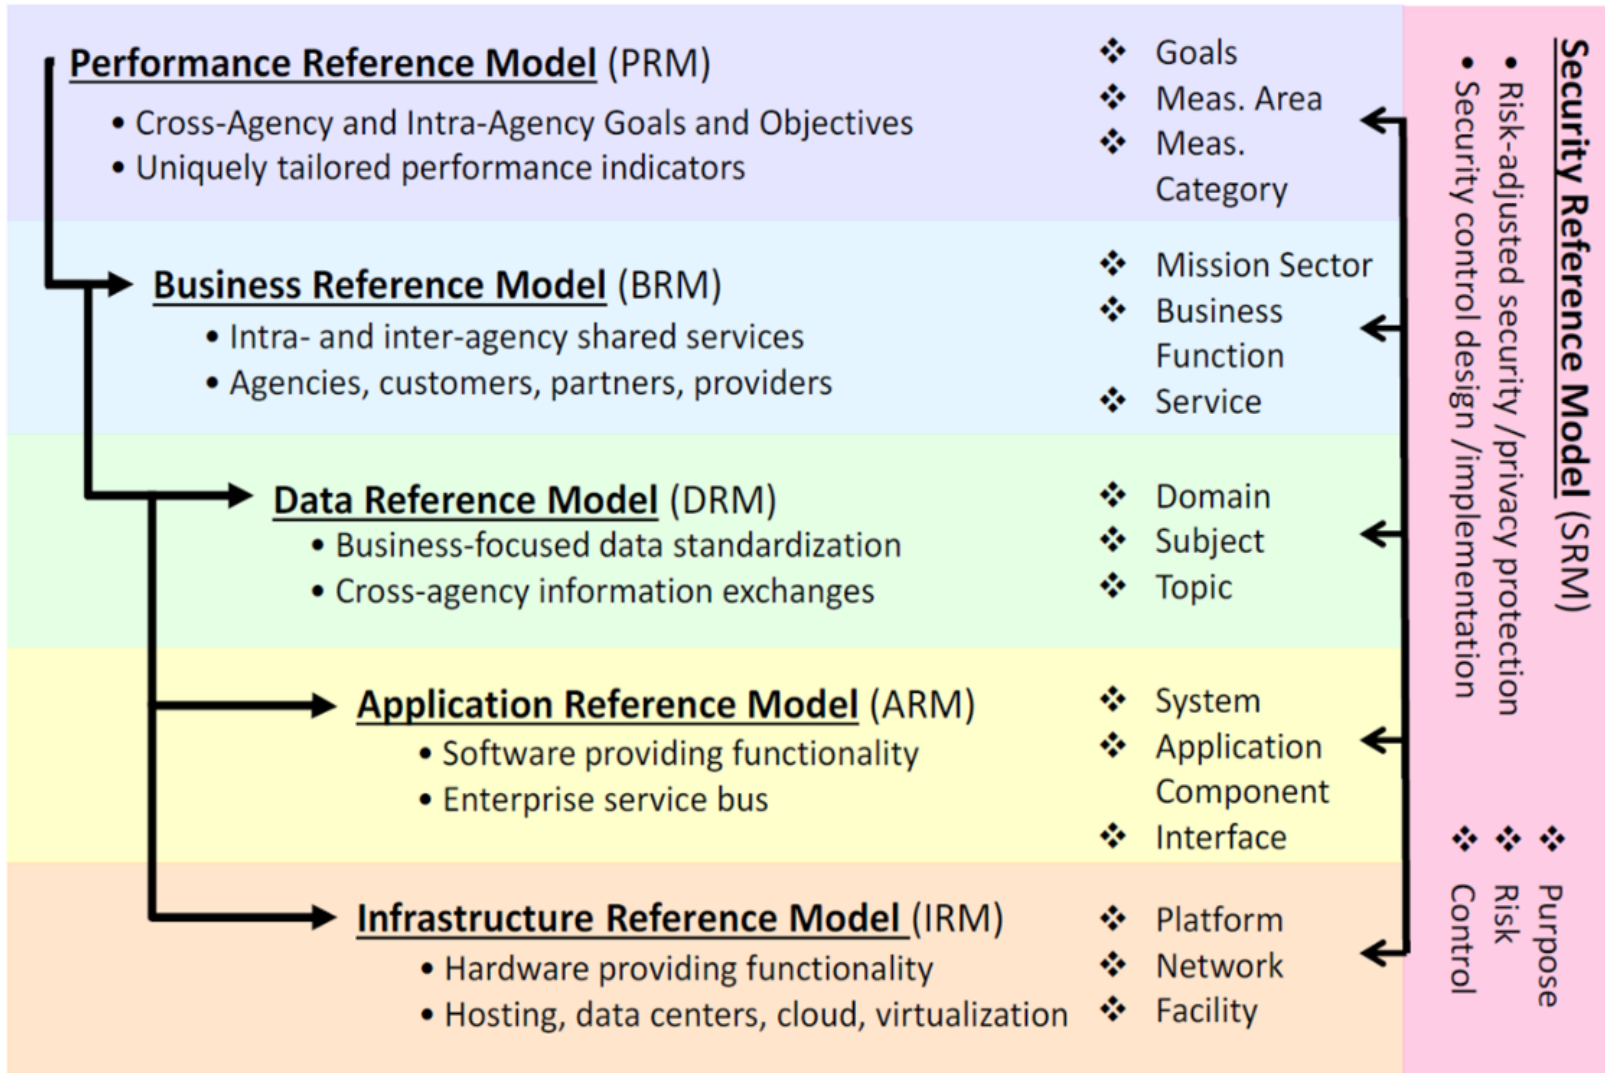 Performance Reference Model (PRM)
• Cross-Agency and Intra-Agency Goals and Objectives
• Uniquely tailored performance indicators
❖ Goals
❖ Meas. Area
❖ Meas.
Category
Business Reference Model (BRM)
• Intra- and inter-agency shared services
• Agencies, customers, partners, providers
❖ Mission Sector
❖ Business
Function
❖ Service
Data Reference Model (DRM)
• Business-focused data standardization
• Cross-agency information exchanges
❖ Domain
❖ Subject
❖ Topic
Application Reference Model (ARM)
• Software providing functionality
• Enterprise service bus
❖ System
❖ Application
Component
❖ Interface
Infrastructure Reference Model (IRM)
• Hardware providing functionality
• Hosting, data centers, cloud, virtualization
❖ Platform
❖ Network
❖ Facility
Security Reference Model (SRM)
• Risk-adjusted security /privacy protection
• Security control design /implementation
❖ Purpose
❖ Risk
❖ Control